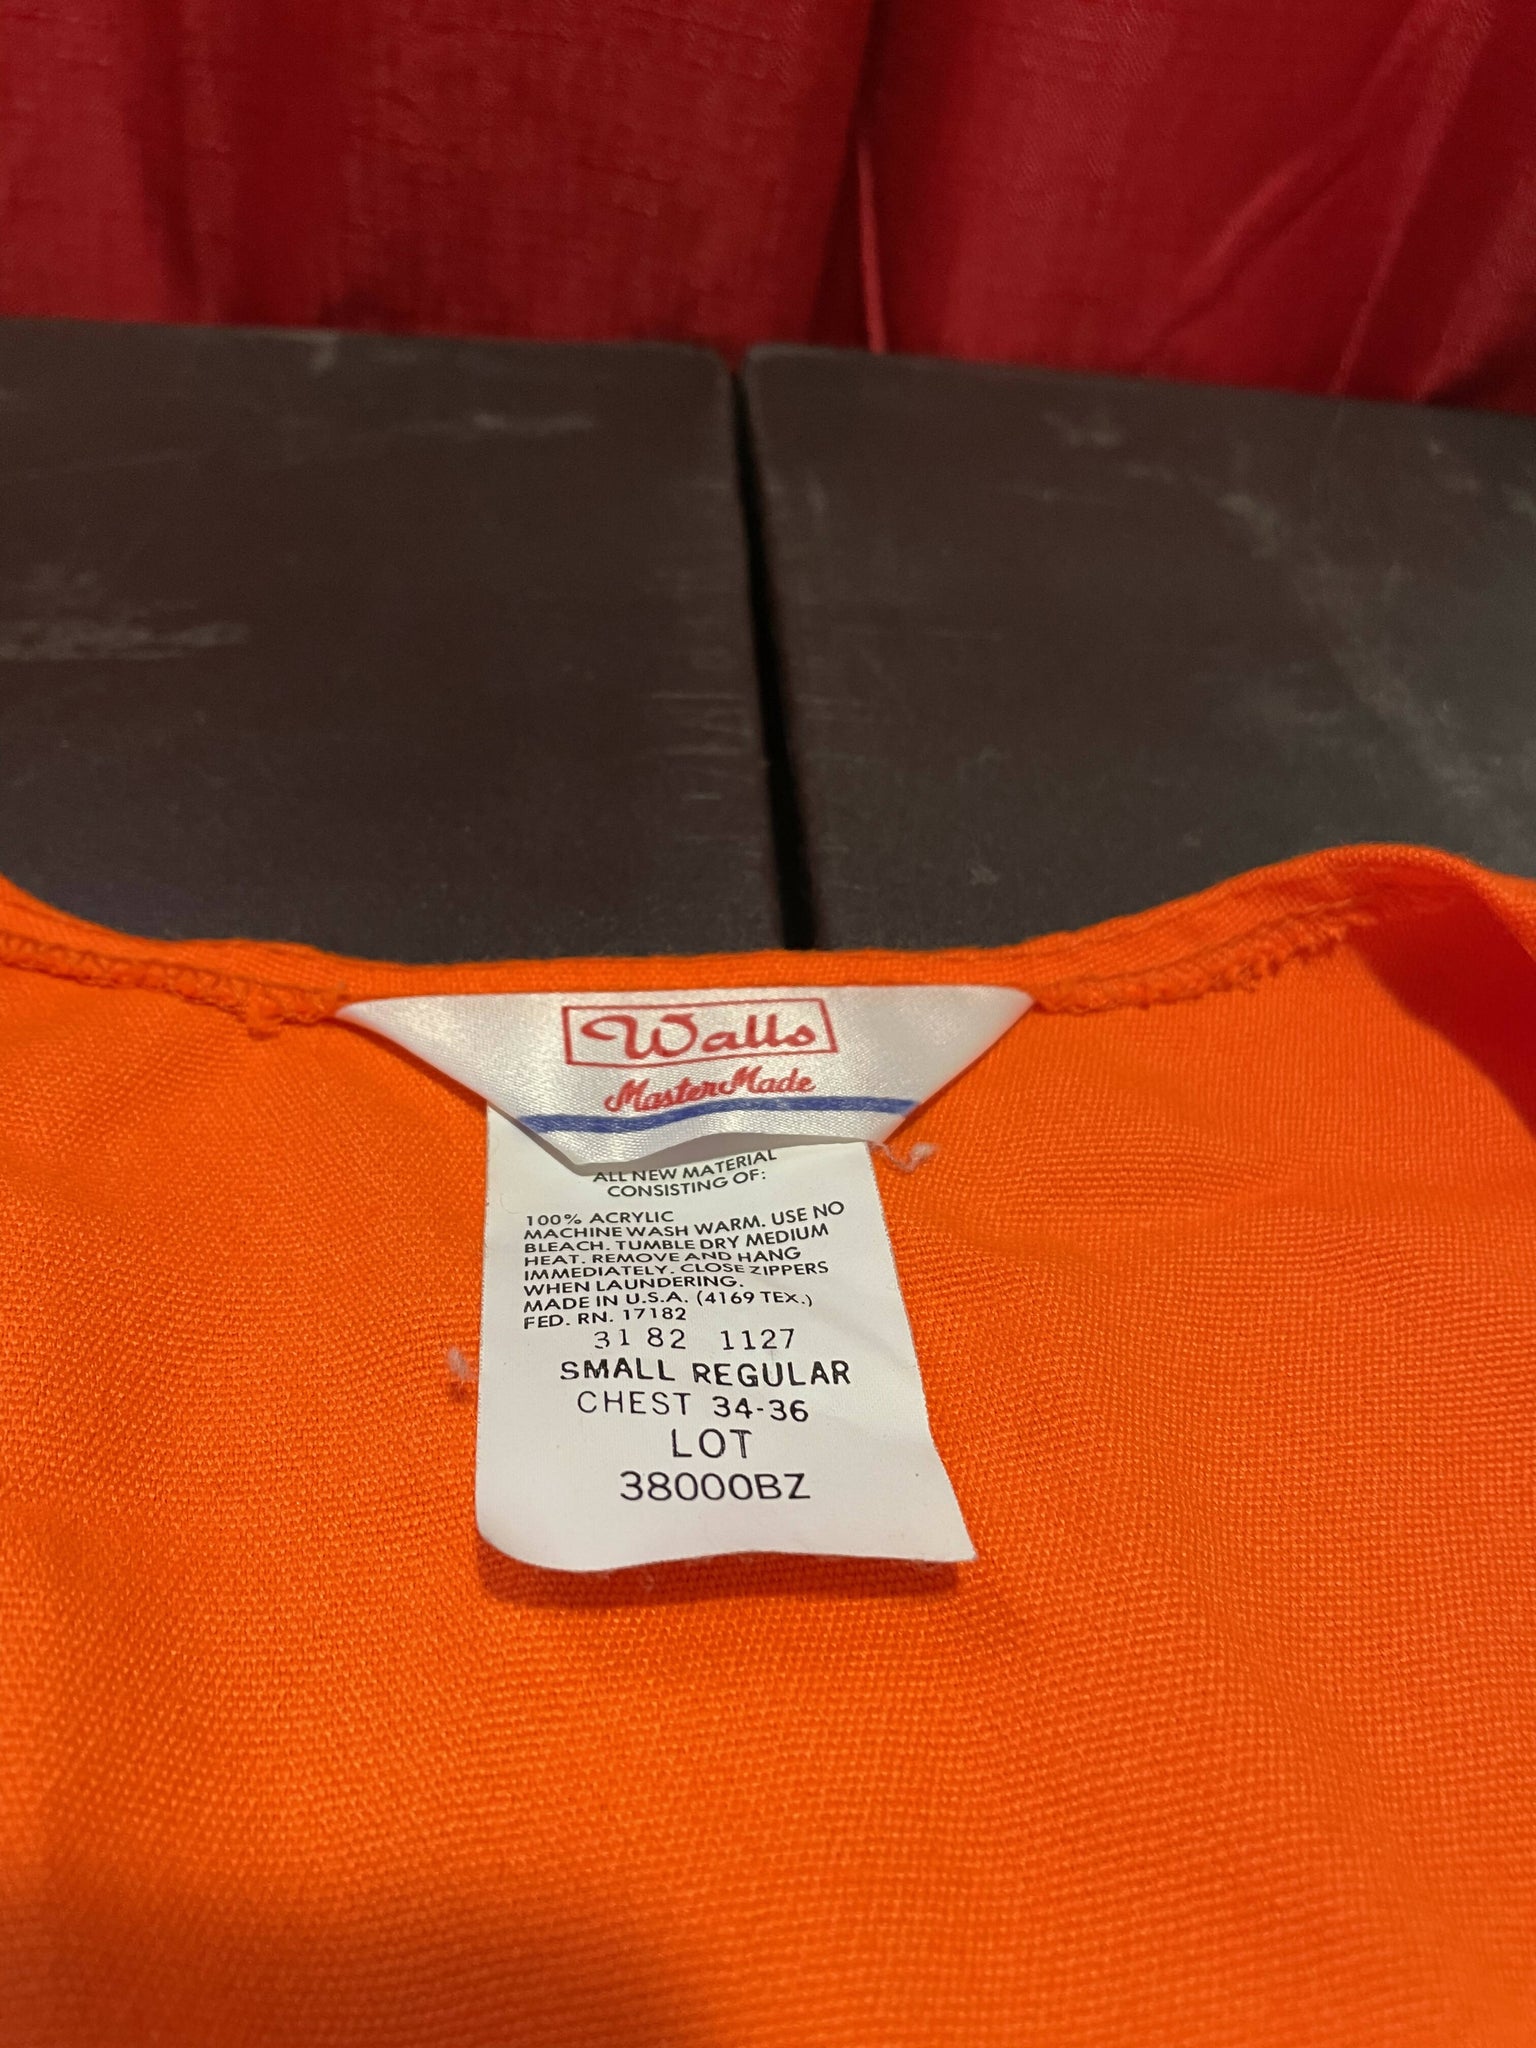 Walls
MasterMade
ALL NEW MATERIAL
CONSISTING OF:
100% ACRYLIC
MACHINE WASH WARM. USE NO
BLEACH. TUMBLE DRY MEDIUM
HEAT. REMOVE AND HANG
IMMEDIATELY. CLOSE ZIPPERS
WHEN LAUNDERING.
MADE IN U.S.A. (4169 TEX.)
FED. RN. 17182
31 82 1127
SMALL REGULAR
CHEST 34-36
LOT
38000BZ